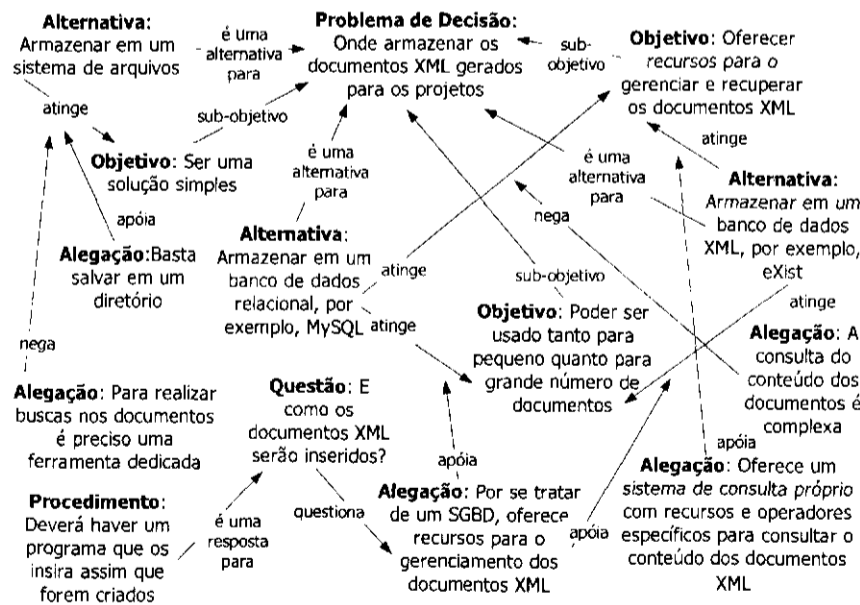 Alternativa:
Armazenar em um
sistema de arquivos
é uma
alternativa
para
Problema de Decisão:
Onde armazenar os
documentos XML gerados
para os projetos
sub-
objetivo
Objetivo: Oferecer
recursos para o
gerenciar e recuperar
os documentos XML
atinge
sub-objetivo
Objetivo: Ser uma
solução simples
é uma
alternativa
para
é uma
alternativa
para
atinge
apóia
Alegação:Basta
salvar em um
diretório
Alternativa:
Armazenar em um
banco de dados
relacional, por
exemplo, MySQL
atinge
atinge
nega
sub-objetivo
Alternativa:
Armazenar em um
banco de dados
XML, por exemplo,
eXist
atinge
Objetivo: Poder ser
usado tanto para
pequeno quanto para
grande número de
documentos
Alegação: A
consulta do
conteúdo dos
documentos é
complexa
nega
Alegação: Para realizar
buscas nos documentos
é preciso uma
ferramenta dedicada
Questão: E
como os
documentos XML
serão inseridos?
apóia
apóia
Procedimento:
Deverá haver um
programa que os
insira assim que
forem criados
é uma
resposta
para
questiona
Alegação: Por se tratar
de um SGBD, oferece
recursos para o
gerenciamento dos
documentos XML
apóia
Alegação: Oferece um
sistema de consulta próprio
com recursos e operadores
específicos para consultar o
conteúdo dos documentos
XML